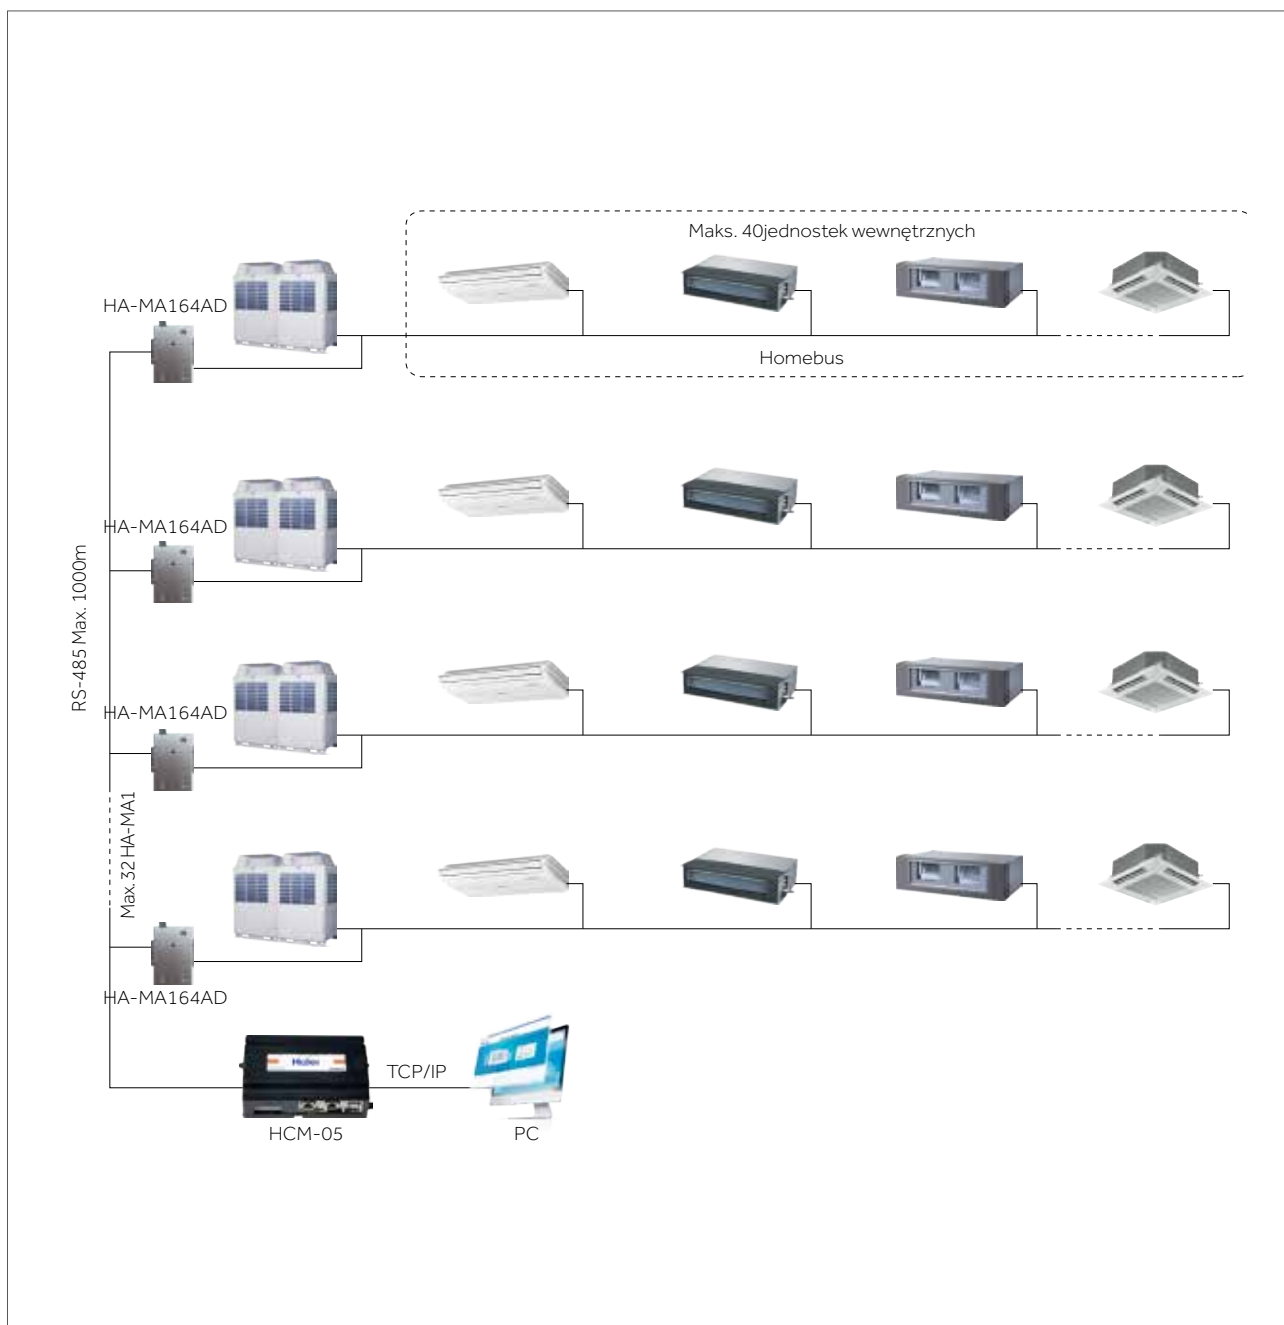 Maks. 40jednostek wewnętrznych
HA-MA164AD
Homebus
HA-MA164AD
RS-485 Max. 1000m
HA-MA164AD
Max. 32 HA-MA1
HA-MA164AD
Haier
TCP/IP
HCM-05
PC